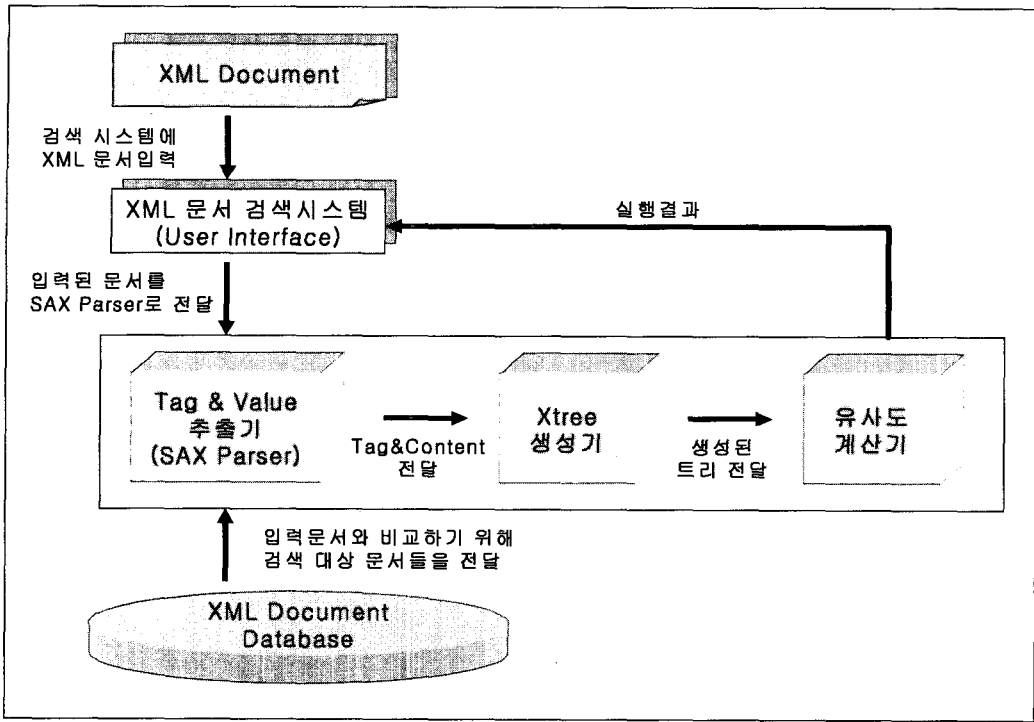 XML Document
검색 시스템에
XML 문서입력
XML 문서 검색시스템
(User Interface)
실행결과
입력된 문서를
SAX Parser로 전달
Tag & Value
추출기
(SAX Parser)
Tag&Content
전달
Xtree
생성기
생성된
트리 전달
유사도
계산기
입력문서와 비교하기 위해
검색 대상 문서들을 전달
XML Document
Database